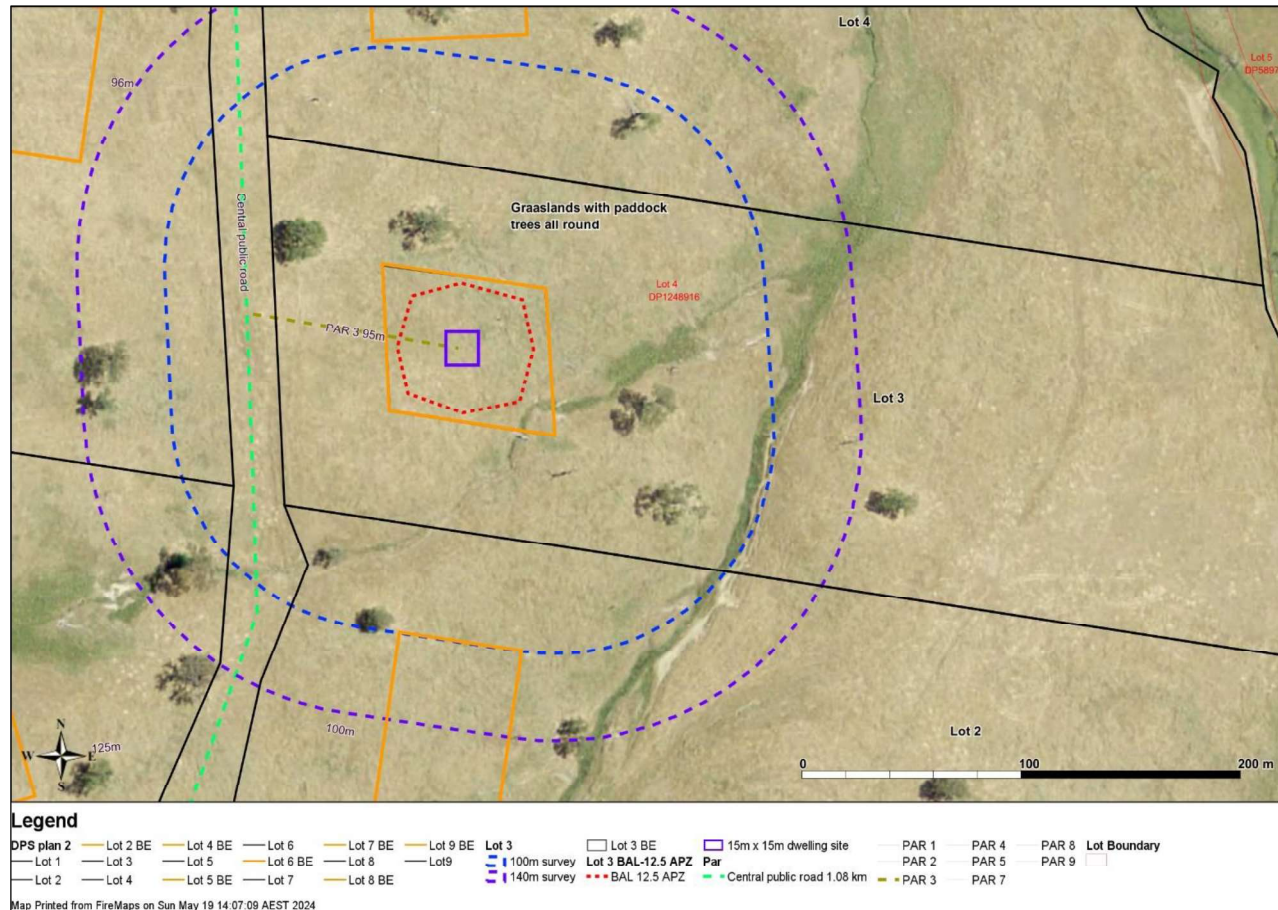 Lot 4
Lot 5
DP5897
96m
Central public road
Graaslands with paddock
trees all round
Lot 4
DP1248916
PAR 3 95m
Lot 3
100m
Lot 2
N
W E
S
125m
0 100 200 m
Legend
DPS plan 2
Lot 1
Lot 2
Lot 2 BE
Lot 3
Lot 4
Lot 4 BE
Lot 5
Lot 5 BE
Lot 6
Lot 6 BE
Lot 7
Lot 7 BE
Lot 8
Lot 8 BE
Lot 9 BE
Lot9
Lot 3
100m survey
140m survey
Lot 3 BE
Lot 3 BAL-12.5 APZ
BAL 12.5 APZ
15m x 15m dwelling site
Par
Central public road 1.08 km
PAR 1
PAR 2
PAR 3
PAR 4
PAR 5
PAR 7
PAR 8
PAR 9
Lot Boundary
Map Printed from FireMaps on Sun May 19 14:07:09 AEST 2024